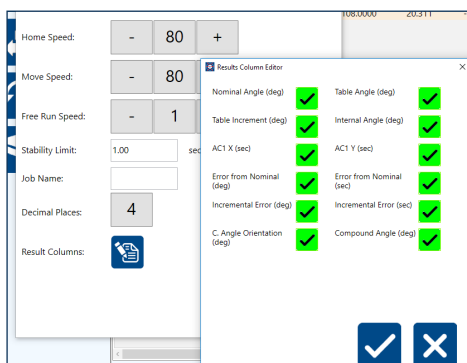 108.0000 20.311
Home Speed: - 80 +
Move Speed: - 80
Free Run Speed: - 1
Stability Limit: 1.00 sec
Job Name:
Decimal Places: 4
Result Columns:
Results Column Editor
Nominal Angle (deg) Table Angle (deg)
Table Increment (deg) Internal Angle (deg)
AC1 X (sec) AC1 Y (sec)
Error from Nominal Error from Nominal
(deg) (sec)
Incremental Error (deg) Incremental Error (sec)
C. Angle Orientation Compound Angle (deg)
(deg)